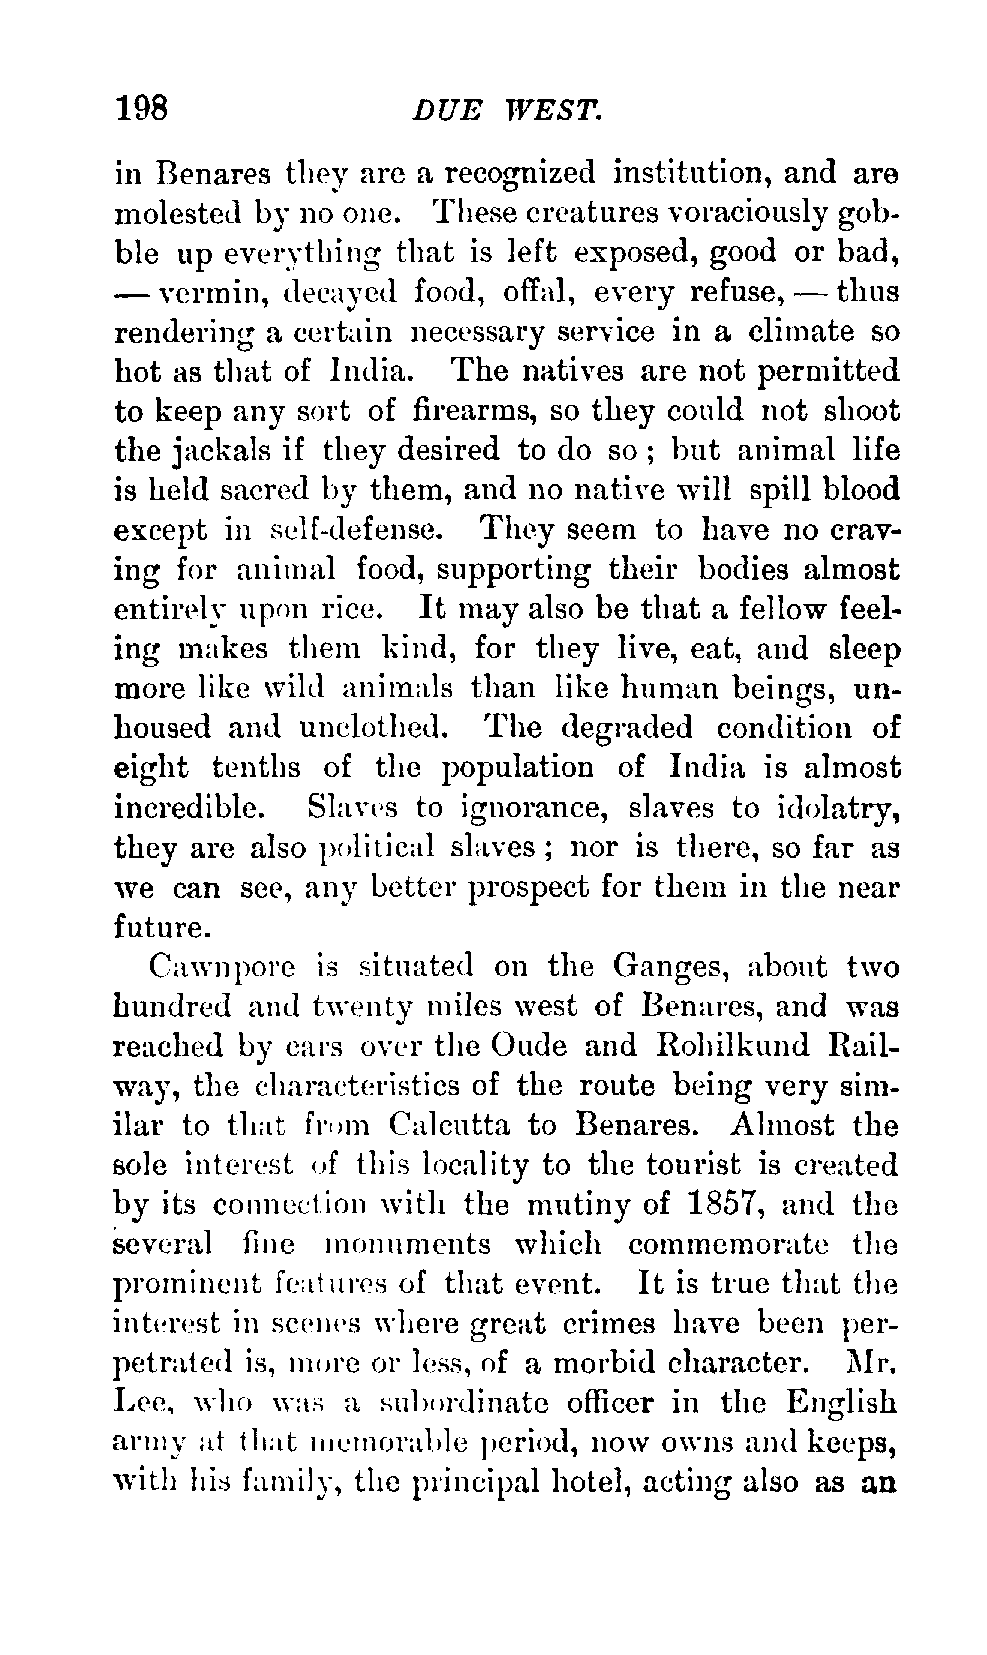 198 DUE WEST.
in Benares they are a recognized institution, and are
molested by no one. These creatures voraciously gob-
ble up everything that is left exposed, good or bad,
— vermin, decayed food, offal, every refuse, — thus
rendering a certain necessary service in a climate so
hot as that of India. The natives are not permitted
to keep any sort of firearms, so they could not shoot
the jackals if they desired to do so ; but animal life
is held sacred by them, and no native will spill blood
except in self-defense. They seem to have no crav-
ing for animal food, supporting their bodies almost
entirely upon rice. It may also be that a fellow feel-
ing makes them kind, for they live, eat, and sleep
more like wild animals than like human beings, un-
housed and unclothed. The degraded condition of
eight tenths of the population of India is almost
incredible. Slaves to ignorance, slaves to idolatry,
they are also political slaves ; nor is there, so far as
we can see, any better prospect for them in the near
future.
Cawnpore is situated on the Ganges, about two
hundred and twenty miles west of Benares, and was
reached by cars over the Oude and Rohilkund Rail-
way, the characteristics of the route being very sim-
ilar to that from Calcutta to Benares. Almost the
sole interest of this locality to the tourist is created
by its connection with the mutiny of 1857, and the
several fine monuments which commemorate the
prominent features of that event. It is true that the
interest in scenes where great crimes have been per-
petrated is, more or less, of a morbid character. Mr.
Lee, who was a subordinate officer in the English
army at that memorable period, now owns and keeps,
with his family, the principal hotel, acting also as an